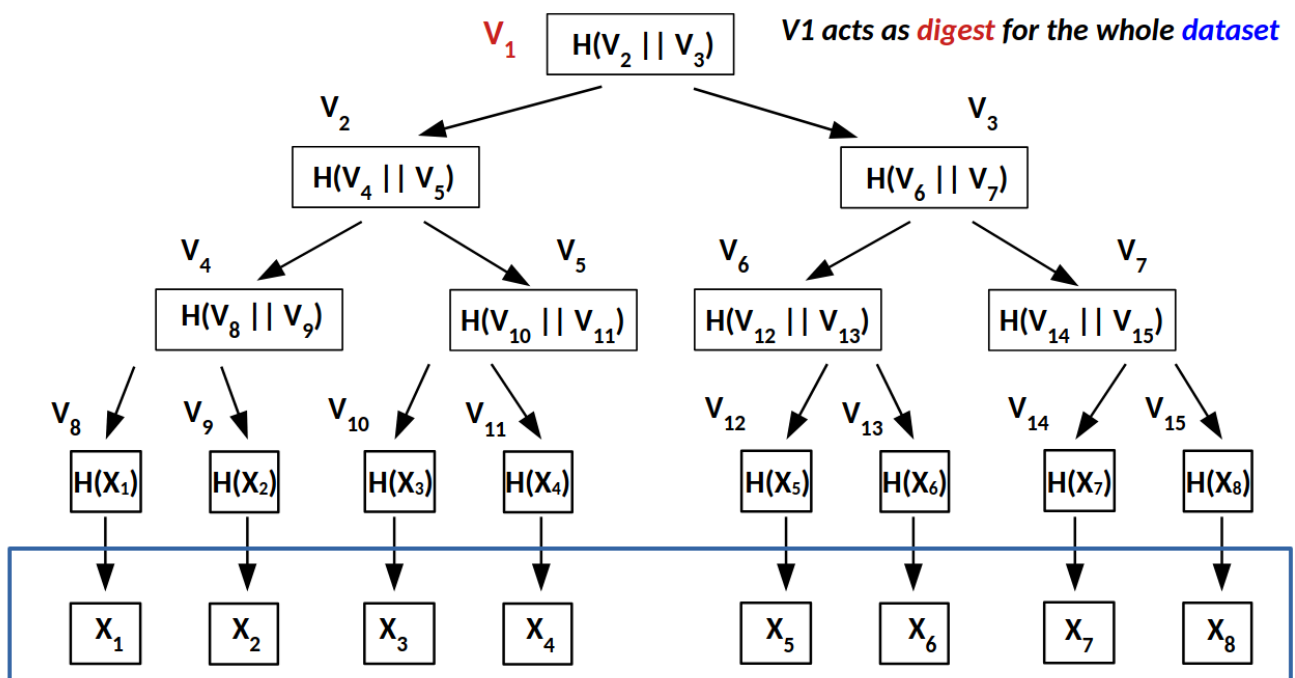 V1 acts as digest for the whole dataset
V₁
H(V₂ || V₃)
V₂
V₃
H(V₄ || V₅)
H(V₆ || V₇)
V₄
V₅
V₆
V₇
H(V₈ || V₉)
H(V₁₀ || V₁₁)
H(V₁₂ || V₁₃)
H(V₁₄ || V₁₅)
V₈
V₉
V₁₀
V₁₁
V₁₂
V₁₃
V₁₄
V₁₅
H(X₁)
H(X₂)
H(X₃)
H(X₄)
H(X₅)
H(X₆)
H(X₇)
H(X₈)
X₁
X₂
X₃
X₄
X₅
X₆
X₇
X₈